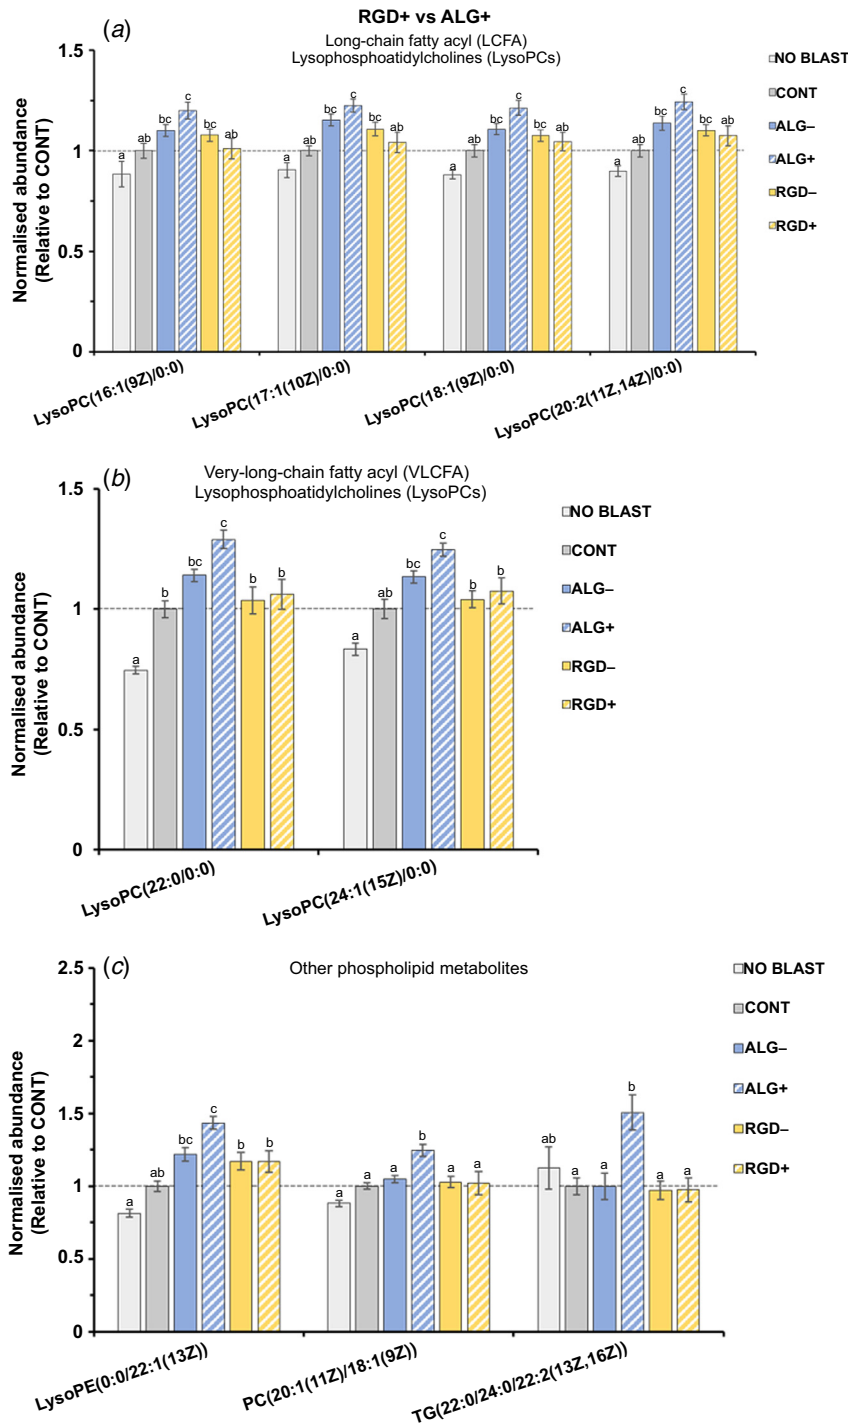 RGD+ vs ALG+
(a)
Long-chain fatty acyl (LCFA)
Lysophosphoatidylcholines (LysoPCs)
1.5
1
0.5
0
Normalised abundance
(Relative to CONT)
a ab bc c bc ab
a ab bc c bc ab
a ab bc c bc ab
a ab bc c bc ab
LysoPC(16:1(9Z)/0:0)
LysoPC(17:1(10Z)/0:0)
LysoPC(18:1(9Z)/0:0)
LysoPC(20:2(11Z,14Z)/0:0)
NO BLAST
CONT
ALG–
ALG+
RGD–
RGD+
(b)
Very-long-chain fatty acyl (VLCFA)
Lysophosphoatidylcholines (LysoPCs)
1.5
1
0.5
0
Normalised abundance
(Relative to CONT)
a b bc c b b
a ab bc c b b
LysoPC(22:0/0:0)
LysoPC(24:1(15Z)/0:0)
NO BLAST
CONT
ALG–
ALG+
RGD–
RGD+
(c)
Other phospholipid metabolites
2.5
2
1.5
1
0.5
0
Normalised abundance
(Relative to CONT)
a ab bc c b b
a a a b a a
ab a a b a a
LysoPE(0:0/22:1(13Z))
PC(20:1(11Z)/18:1(9Z))
TG(22:0/24:0/22:2(13Z,16Z))
NO BLAST
CONT
ALG–
ALG+
RGD–
RGD+